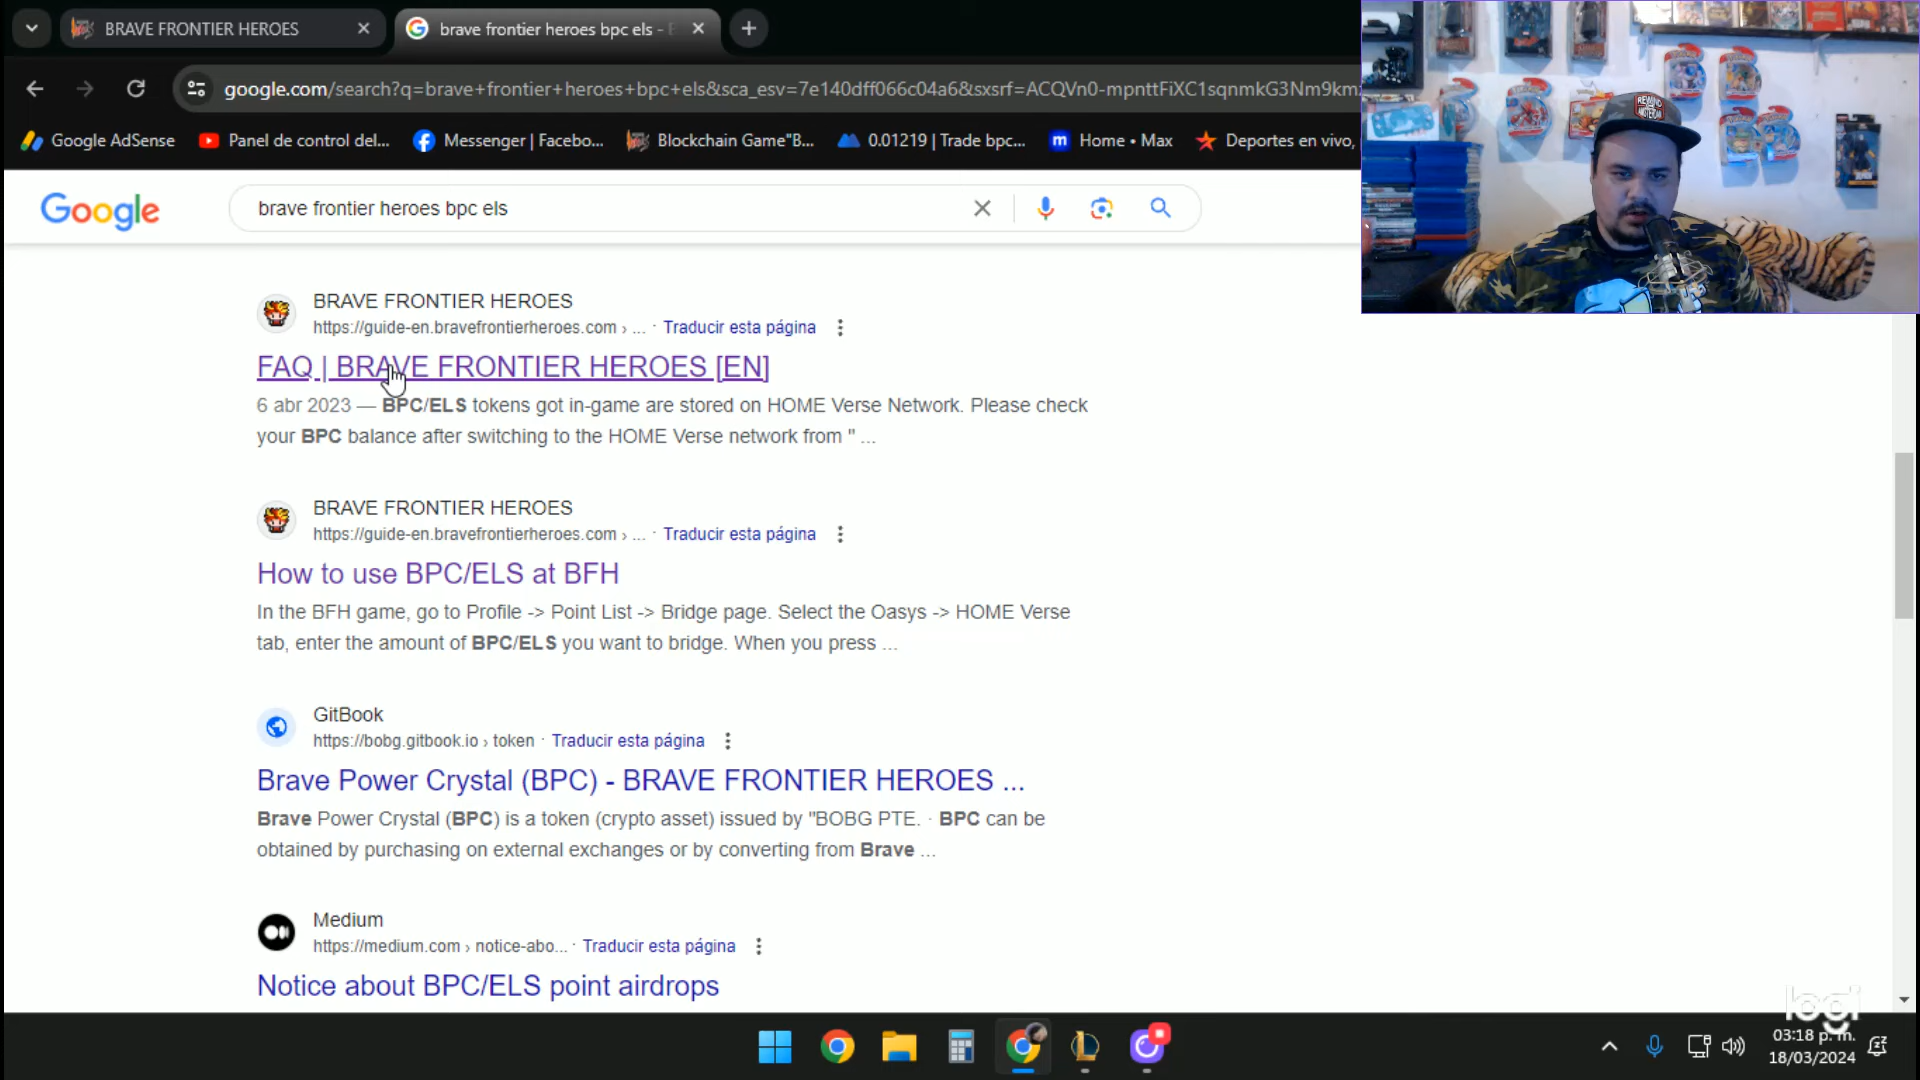 BRAVE FRONTIER HEROES
brave frontier heroes bpc els -
google.com/search?q=brave+frontier+heroes+bpc+els&sca_esv=7e140dff066c04a6&sxsrf=ACQVn0-mpnttFiXC1sqnmkG3Nm9km
Google AdSense
Panel de control del...
Messenger | Facebo...
Blockchain Game"B...
0.01219 | Trade bpc...
Home • Max
Deportes en vivo,
Google
brave frontier heroes bpc els
BRAVE FRONTIER HEROES
https://guide-en.bravefrontierheroes.com › ... · Traducir esta página
FAQ | BRAVE FRONTIER HEROES [EN]
6 abr 2023 — BPC/ELS tokens got in-game are stored on HOME Verse Network. Please check
your BPC balance after switching to the HOME Verse network from " ...
BRAVE FRONTIER HEROES
https://guide-en.bravefrontierheroes.com › ... · Traducir esta página
How to use BPC/ELS at BFH
In the BFH game, go to Profile -> Point List -> Bridge page. Select the Oasys -> HOME Verse
tab, enter the amount of BPC/ELS you want to bridge. When you press ...
GitBook
https://bobg.gitbook.io › token · Traducir esta página
Brave Power Crystal (BPC) - BRAVE FRONTIER HEROES ...
Brave Power Crystal (BPC) is a token (crypto asset) issued by "BOBG PTE. · BPC can be
obtained by purchasing on external exchanges or by converting from Brave ...
Medium
https://medium.com › notice-abo... · Traducir esta página
Notice about BPC/ELS point airdrops
logi
03:18 p. m.
18/03/2024